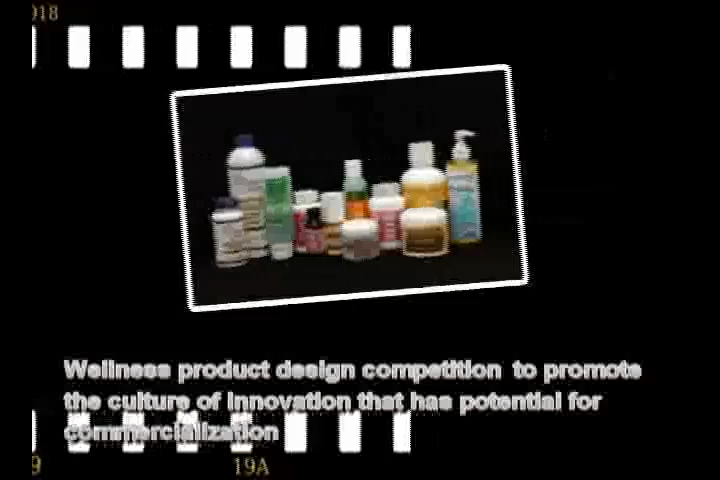 018
Wellness product design competition to promote
the culture of innovation that has potential for
commercialization
9
19A